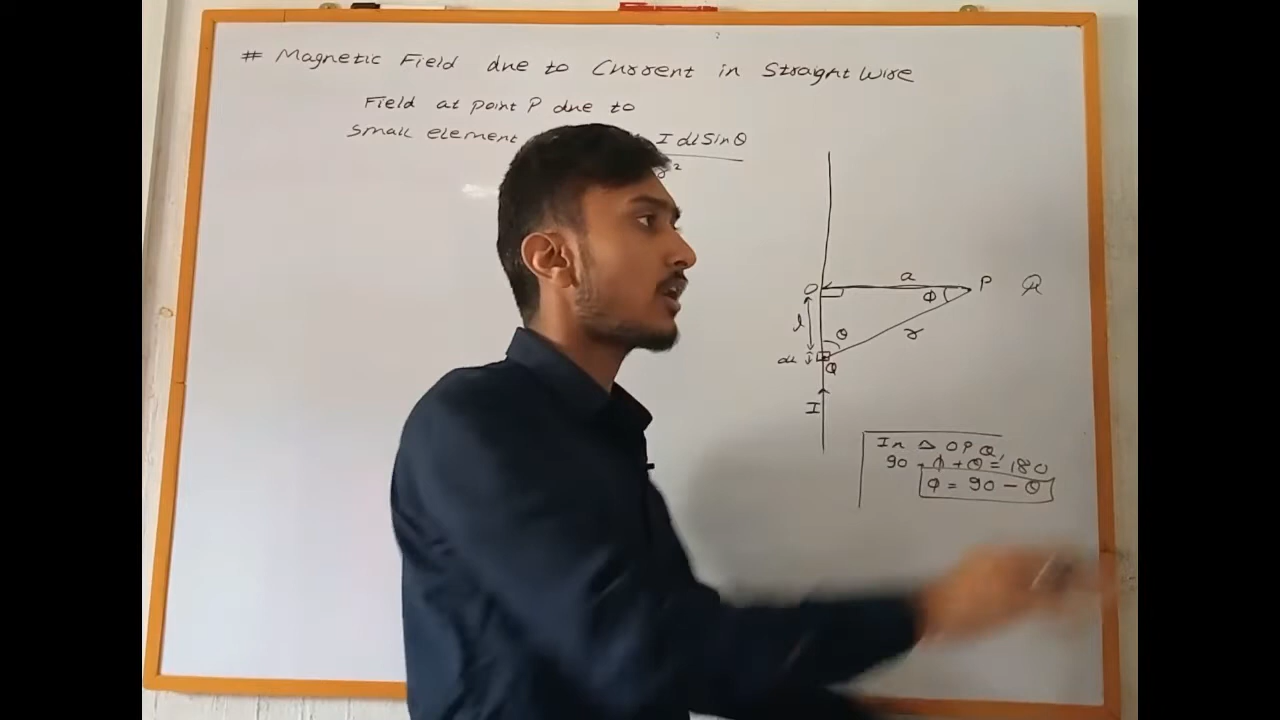 # Magnetic Field due to Current in Straight Wire
Field at point P due to
Small element
I dl Sin θ
r²
a
O
P
ϕ
l
θ
r
dl
Q
I
In △ OPQ,
90 + ϕ + θ = 180
ϕ = 90 - θ